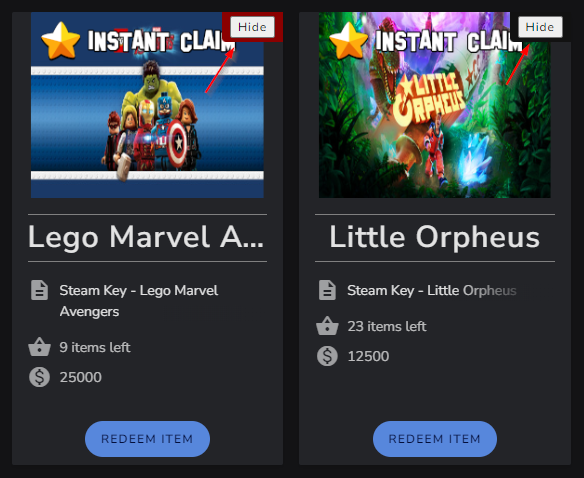 INSTANT CLAIM
Hide
Lego Marvel A...
Steam Key - Lego Marvel
Avengers
9 items left
25000
REDEEM ITEM
INSTANT CLAIM
Hide
LITTLE
ORPHEUS
Little Orpheus
Steam Key - Little Orpheus
23 items left
12500
REDEEM ITEM